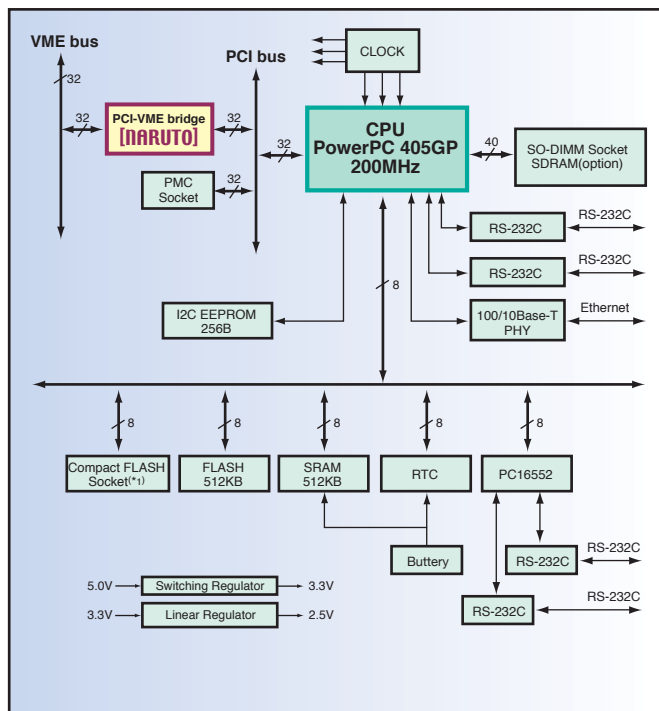 VME bus
PCI bus
CLOCK
32
32
PCI-VME bridge
[NARUTO]
32
32
CPU
PowerPC 405GP
200MHz
40
SO-DIMM Socket
SDRAM(option)
PMC
Socket
32
RS-232C
RS-232C
RS-232C
RS-232C
8
I2C EEPROM
256B
100/10Base-T
PHY
Ethernet
8
8
8
8
8
Compact FLASH
Socket(*1)
FLASH
512KB
SRAM
512KB
RTC
PC16552
Buttery
RS-232C
RS-232C
5.0V
Switching Regulator
3.3V
3.3V
Linear Regulator
2.5V
RS-232C
RS-232C